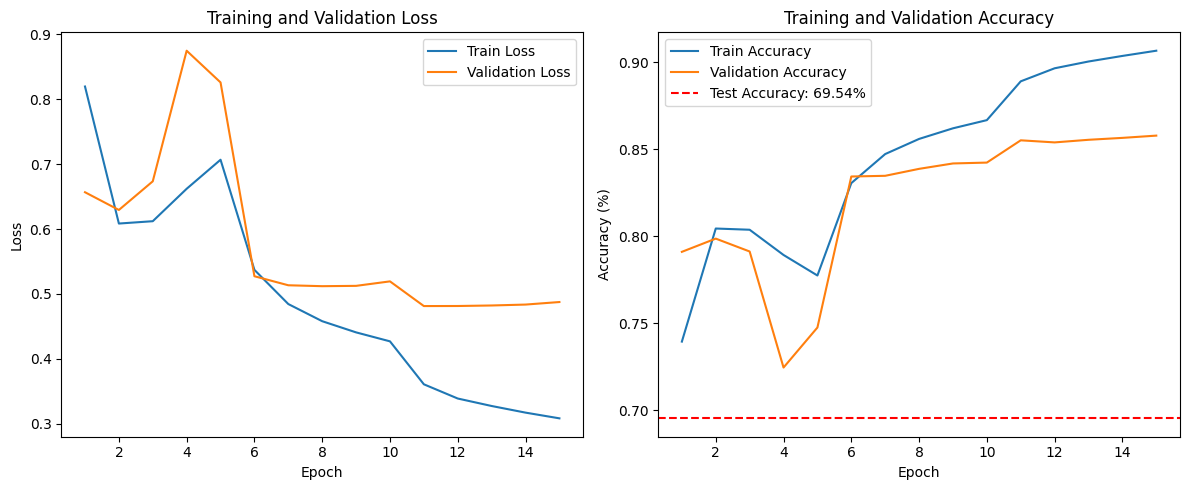 Training and Validation Loss
Train Loss
Validation Loss
0.9
0.8
0.7
0.6
0.5
0.4
0.3
Loss
2 4 6 8 10 12 14
Epoch
Training and Validation Accuracy
Train Accuracy
Validation Accuracy
Test Accuracy: 69.54%
0.90
0.85
0.80
0.75
0.70
Accuracy (%)
2 4 6 8 10 12 14
Epoch